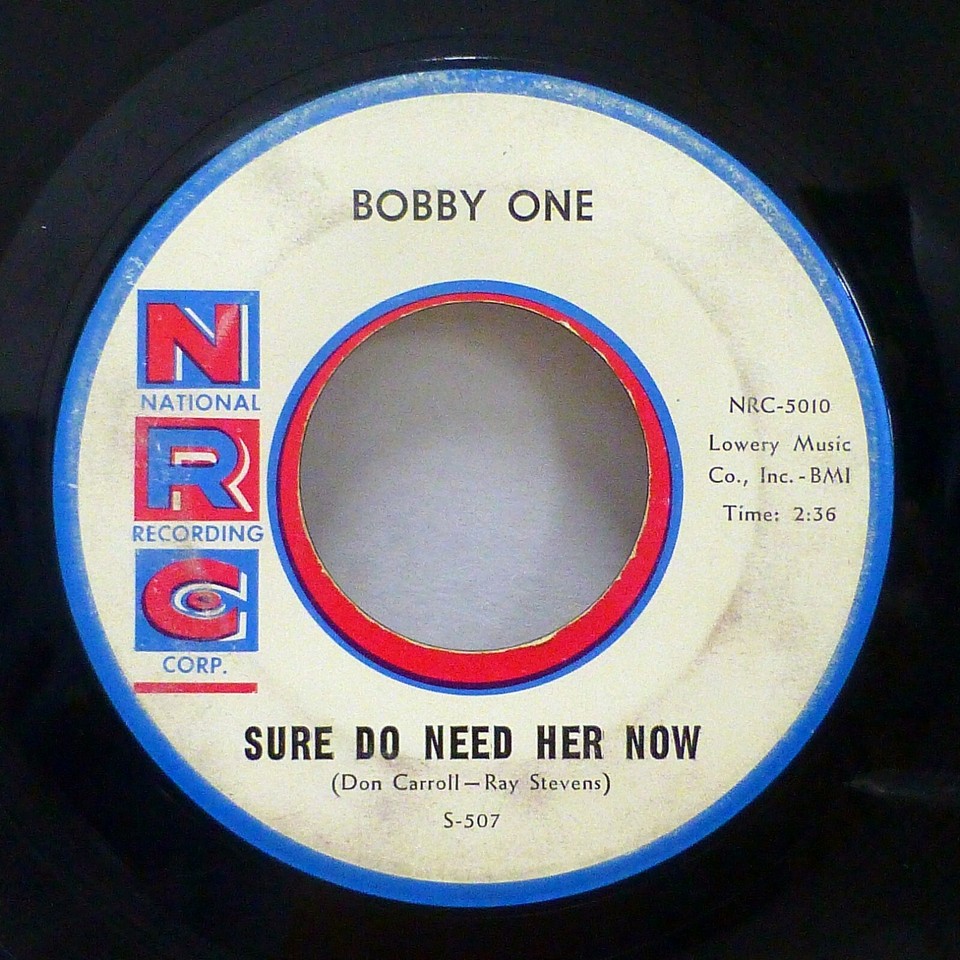 BOBBY ONE
N
NATIONAL
R
RECORDING
C
CORP.
NRC-5010
Lowery Music
Co., Inc.-BMI
Time: 2:36
SURE DO NEED HER NOW
(Don Carroll—Ray Stevens)
S-507